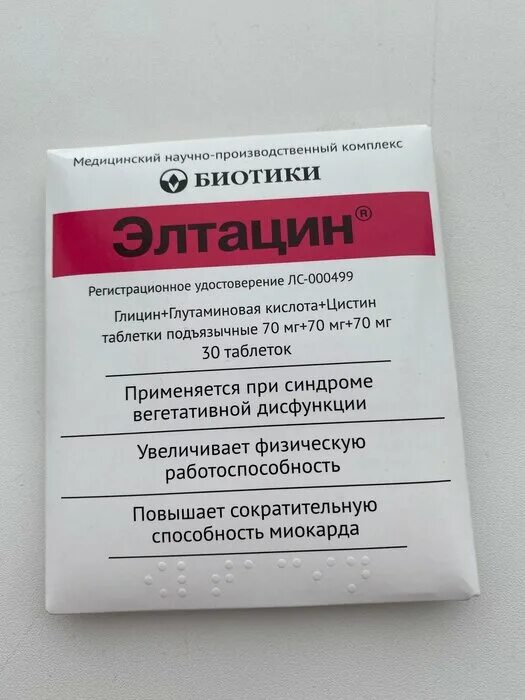 Медицинский научно-производственный комплекс
БИОТИКИ
Элтацин®
Регистрационное удостоверение ЛС-000499
Глицин+Глутаминовая кислота+Цистин
таблетки подъязычные 70 мг+70 мг+70 мг
30 таблеток
Применяется при синдроме
вегетативной дисфункции
Увеличивает физическую
работоспособность
Повышает сократительную
способность миокарда